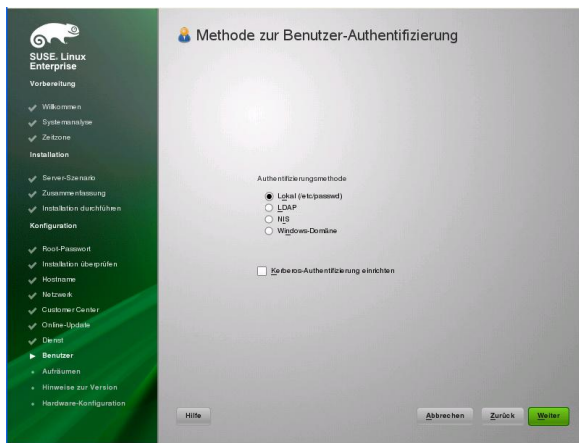 SUSE. Linux
Enterprise
Vorbereitung
Willkommen
Systemanalyse
Zeitzone
Installation
Server-Szenario
Zusammenfassung
Installation durchführen
Konfiguration
Root-Passwort
Installation überprüfen
Hostname
Netzwerk
Customer Center
Online-Update
Dienst
Benutzer
Aufräumen
Hinweise zur Version
Hardware-Konfiguration
Methode zur Benutzer-Authentifizierung
Authentifizierungsmethode
Lokal (/etc/passwd)
LDAP
NIS
Windows-Domäne
Kerberos-Authentifizierung einrichten
Hilfe
Abbrechen
Zurück
Weiter